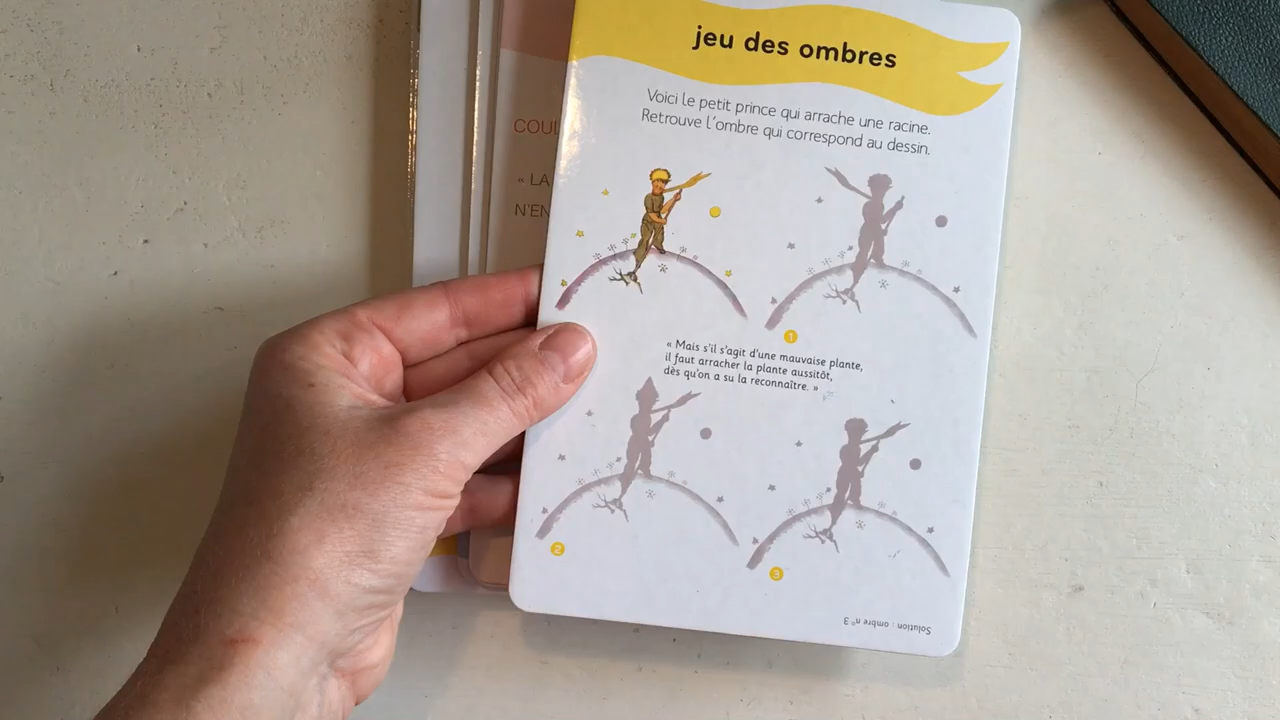 jeu des ombres
Voici le petit prince qui arrache une racine.
Retrouve l'ombre qui correspond au dessin.
COUL
« LA
N'EN
1
« Mais s'il s'agit d'une mauvaise plante,
il faut arracher la plante aussitôt,
dès qu'on a su la reconnaître. »
2
3
Solution : ombre n° 3